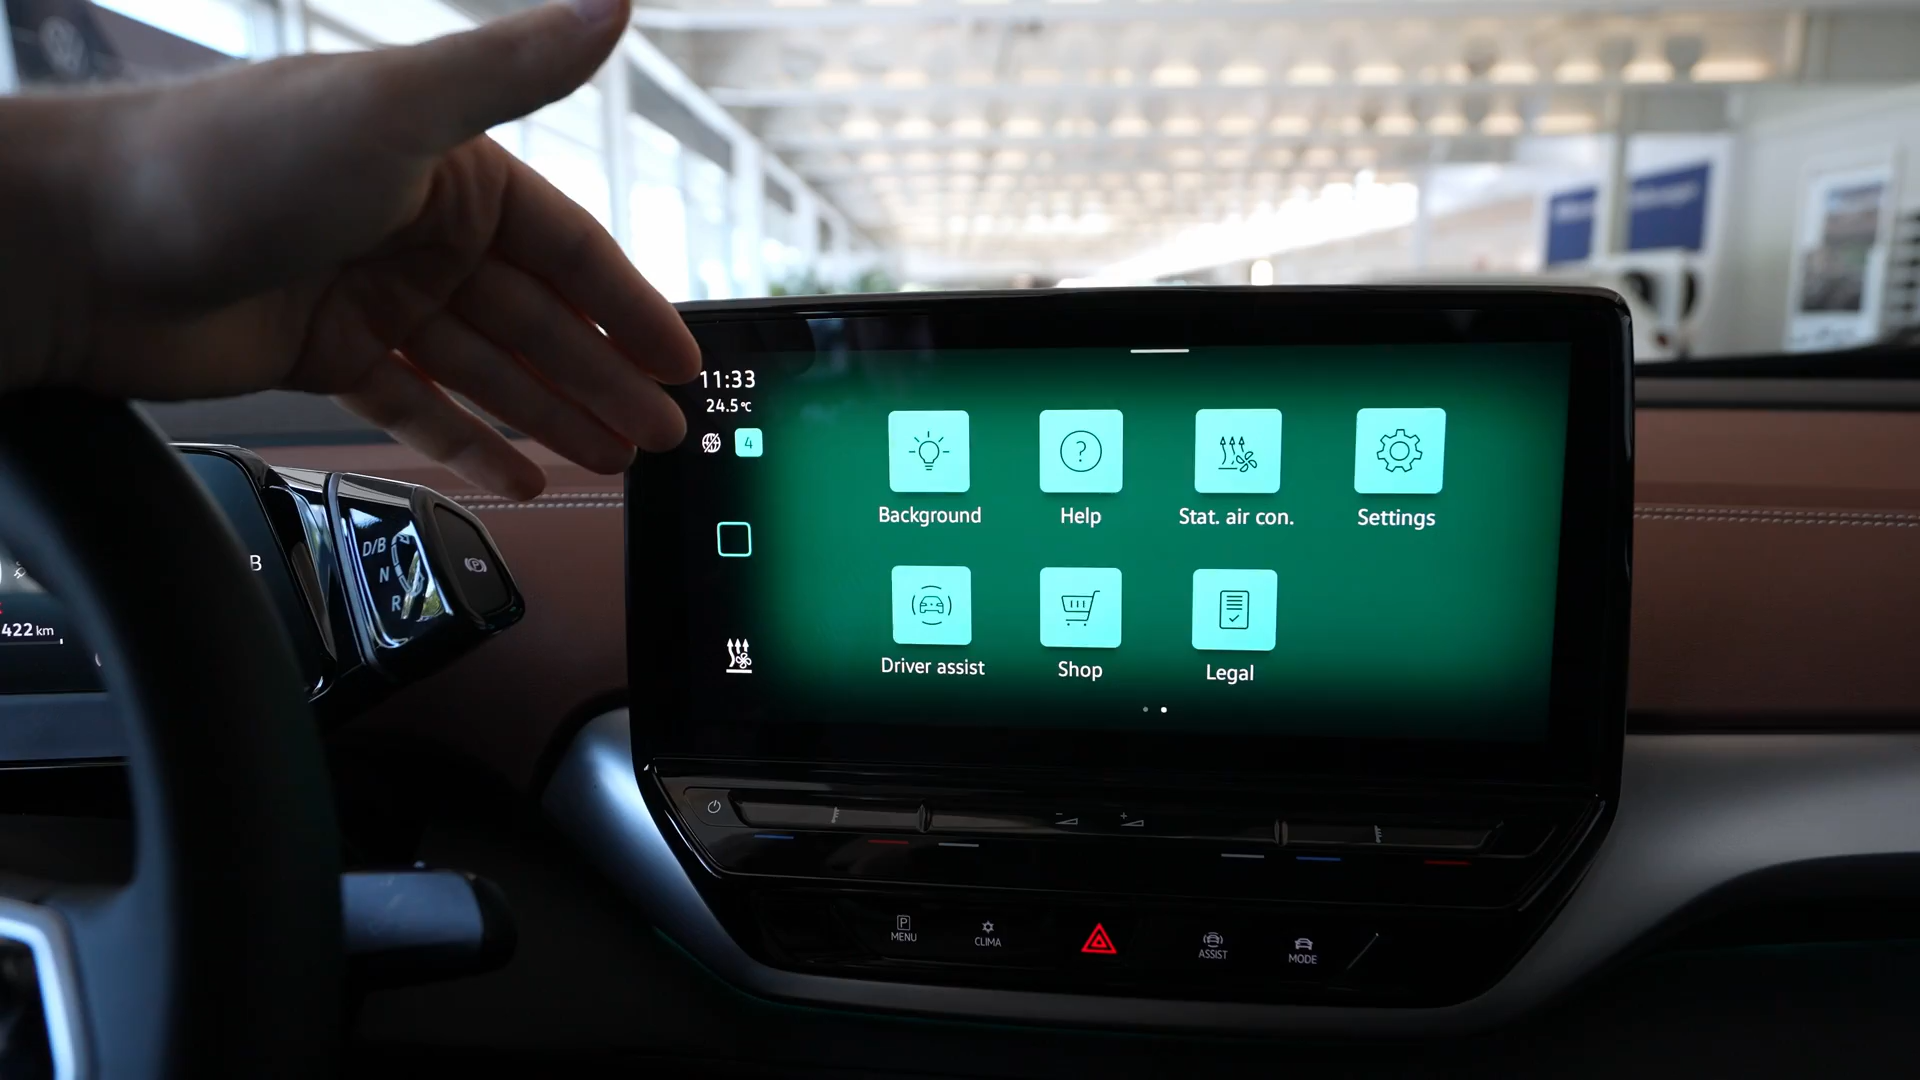 11:33
24.5°C
4
Background
Help
Stat. air con.
Settings
Driver assist
Shop
Legal
B
D/B
N
R
P
422 km
P
MENU
CLIMA
ASSIST
MODE